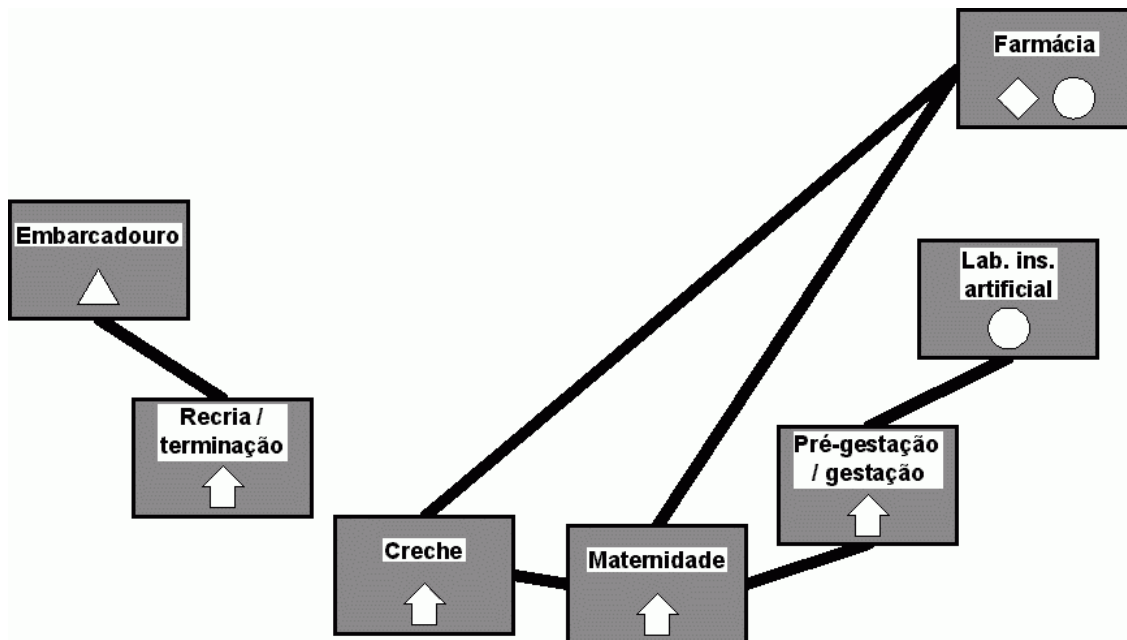 Farmácia
Embarcadouro
Lab. ins.
artificial
Recria /
terminação
Pré-gestação
/ gestação
Creche
Maternidade